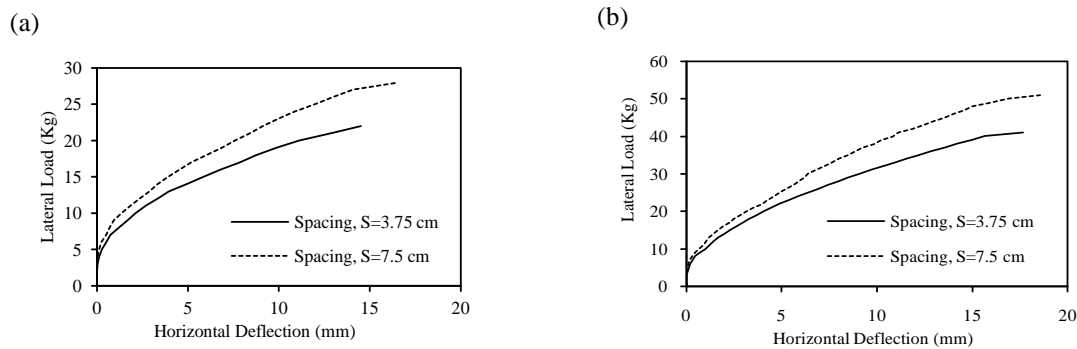 (a)
30
25
20
15
10
5
0
Lateral Load (Kg)
Spacing, S=3.75 cm
Spacing, S=7.5 cm
0 5 10 15 20
Horizontal Deflection (mm)
(b)
60
50
40
30
20
10
0
Lateral Load (Kg)
Spacing, S=3.75 cm
Spacing, S=7.5 cm
0 5 10 15 20
Horizontal Deflection (mm)